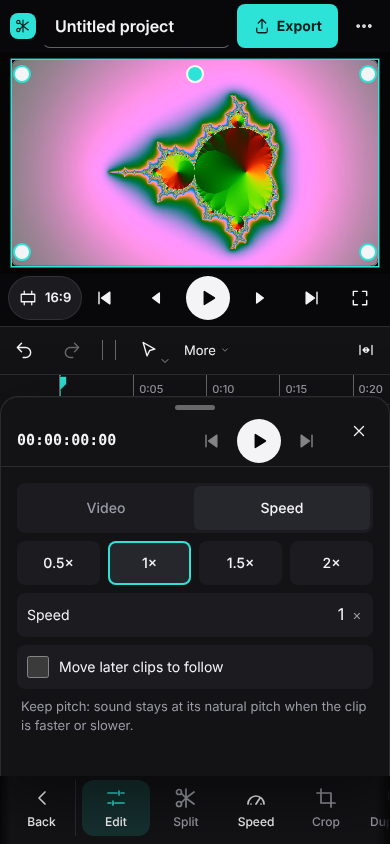 Untitled project
Export
16:9
More
0:05
0:10
0:15
0:20
00:00:00:00
Video
Speed
0.5×
1×
1.5×
2×
Speed
1 ×
Move later clips to follow
Keep pitch: sound stays at its natural pitch when the clip
is faster or slower.
Back
Edit
Split
Speed
Crop
Du